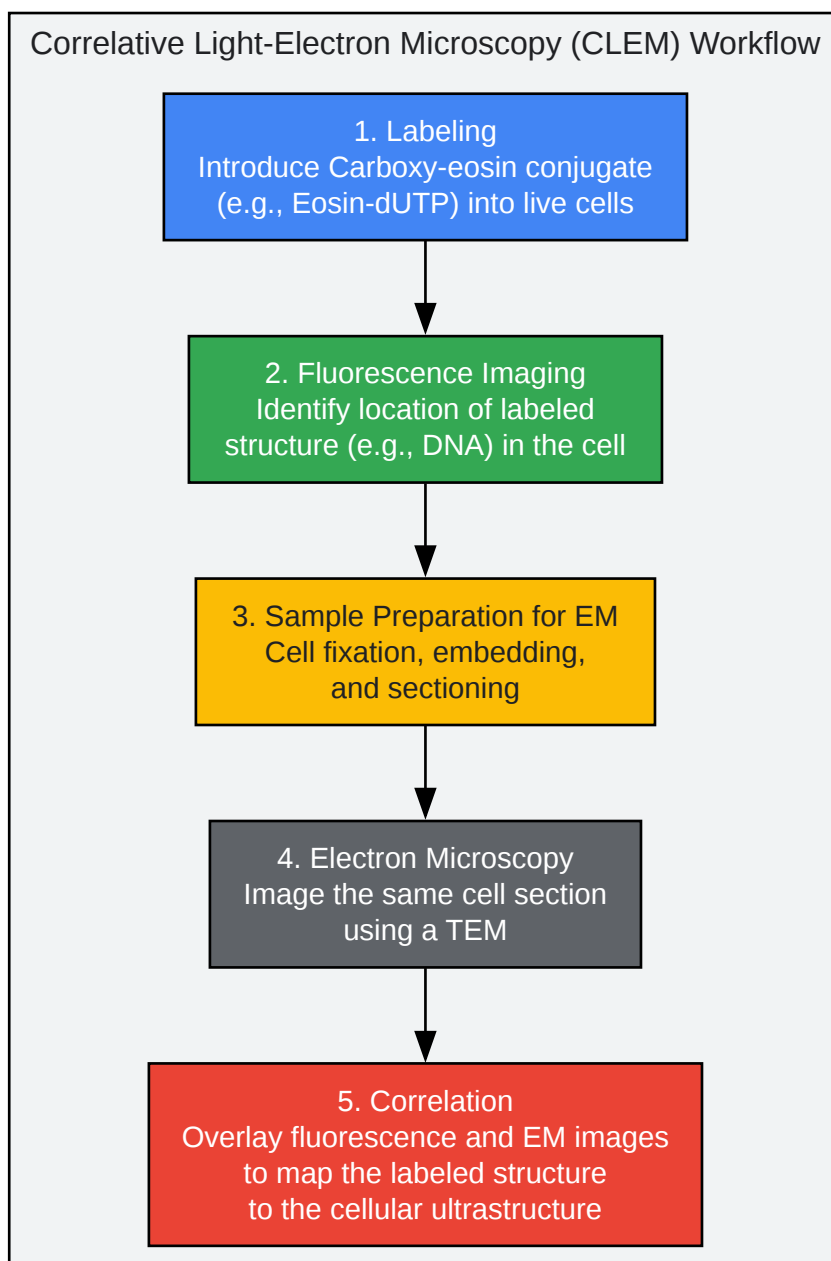 Correlative Light-Electron Microscopy (CLEM) Workflow
1. Labeling
Introduce Carboxy-eosin conjugate
(e.g., Eosin-dUTP) into live cells
2. Fluorescence Imaging
Identify location of labeled
structure (e.g., DNA) in the cell
3. Sample Preparation for EM
Cell fixation, embedding,
and sectioning
4. Electron Microscopy
Image the same cell section
using a TEM
5. Correlation
Overlay fluorescence and EM images
to map the labeled structure
to the cellular ultrastructure